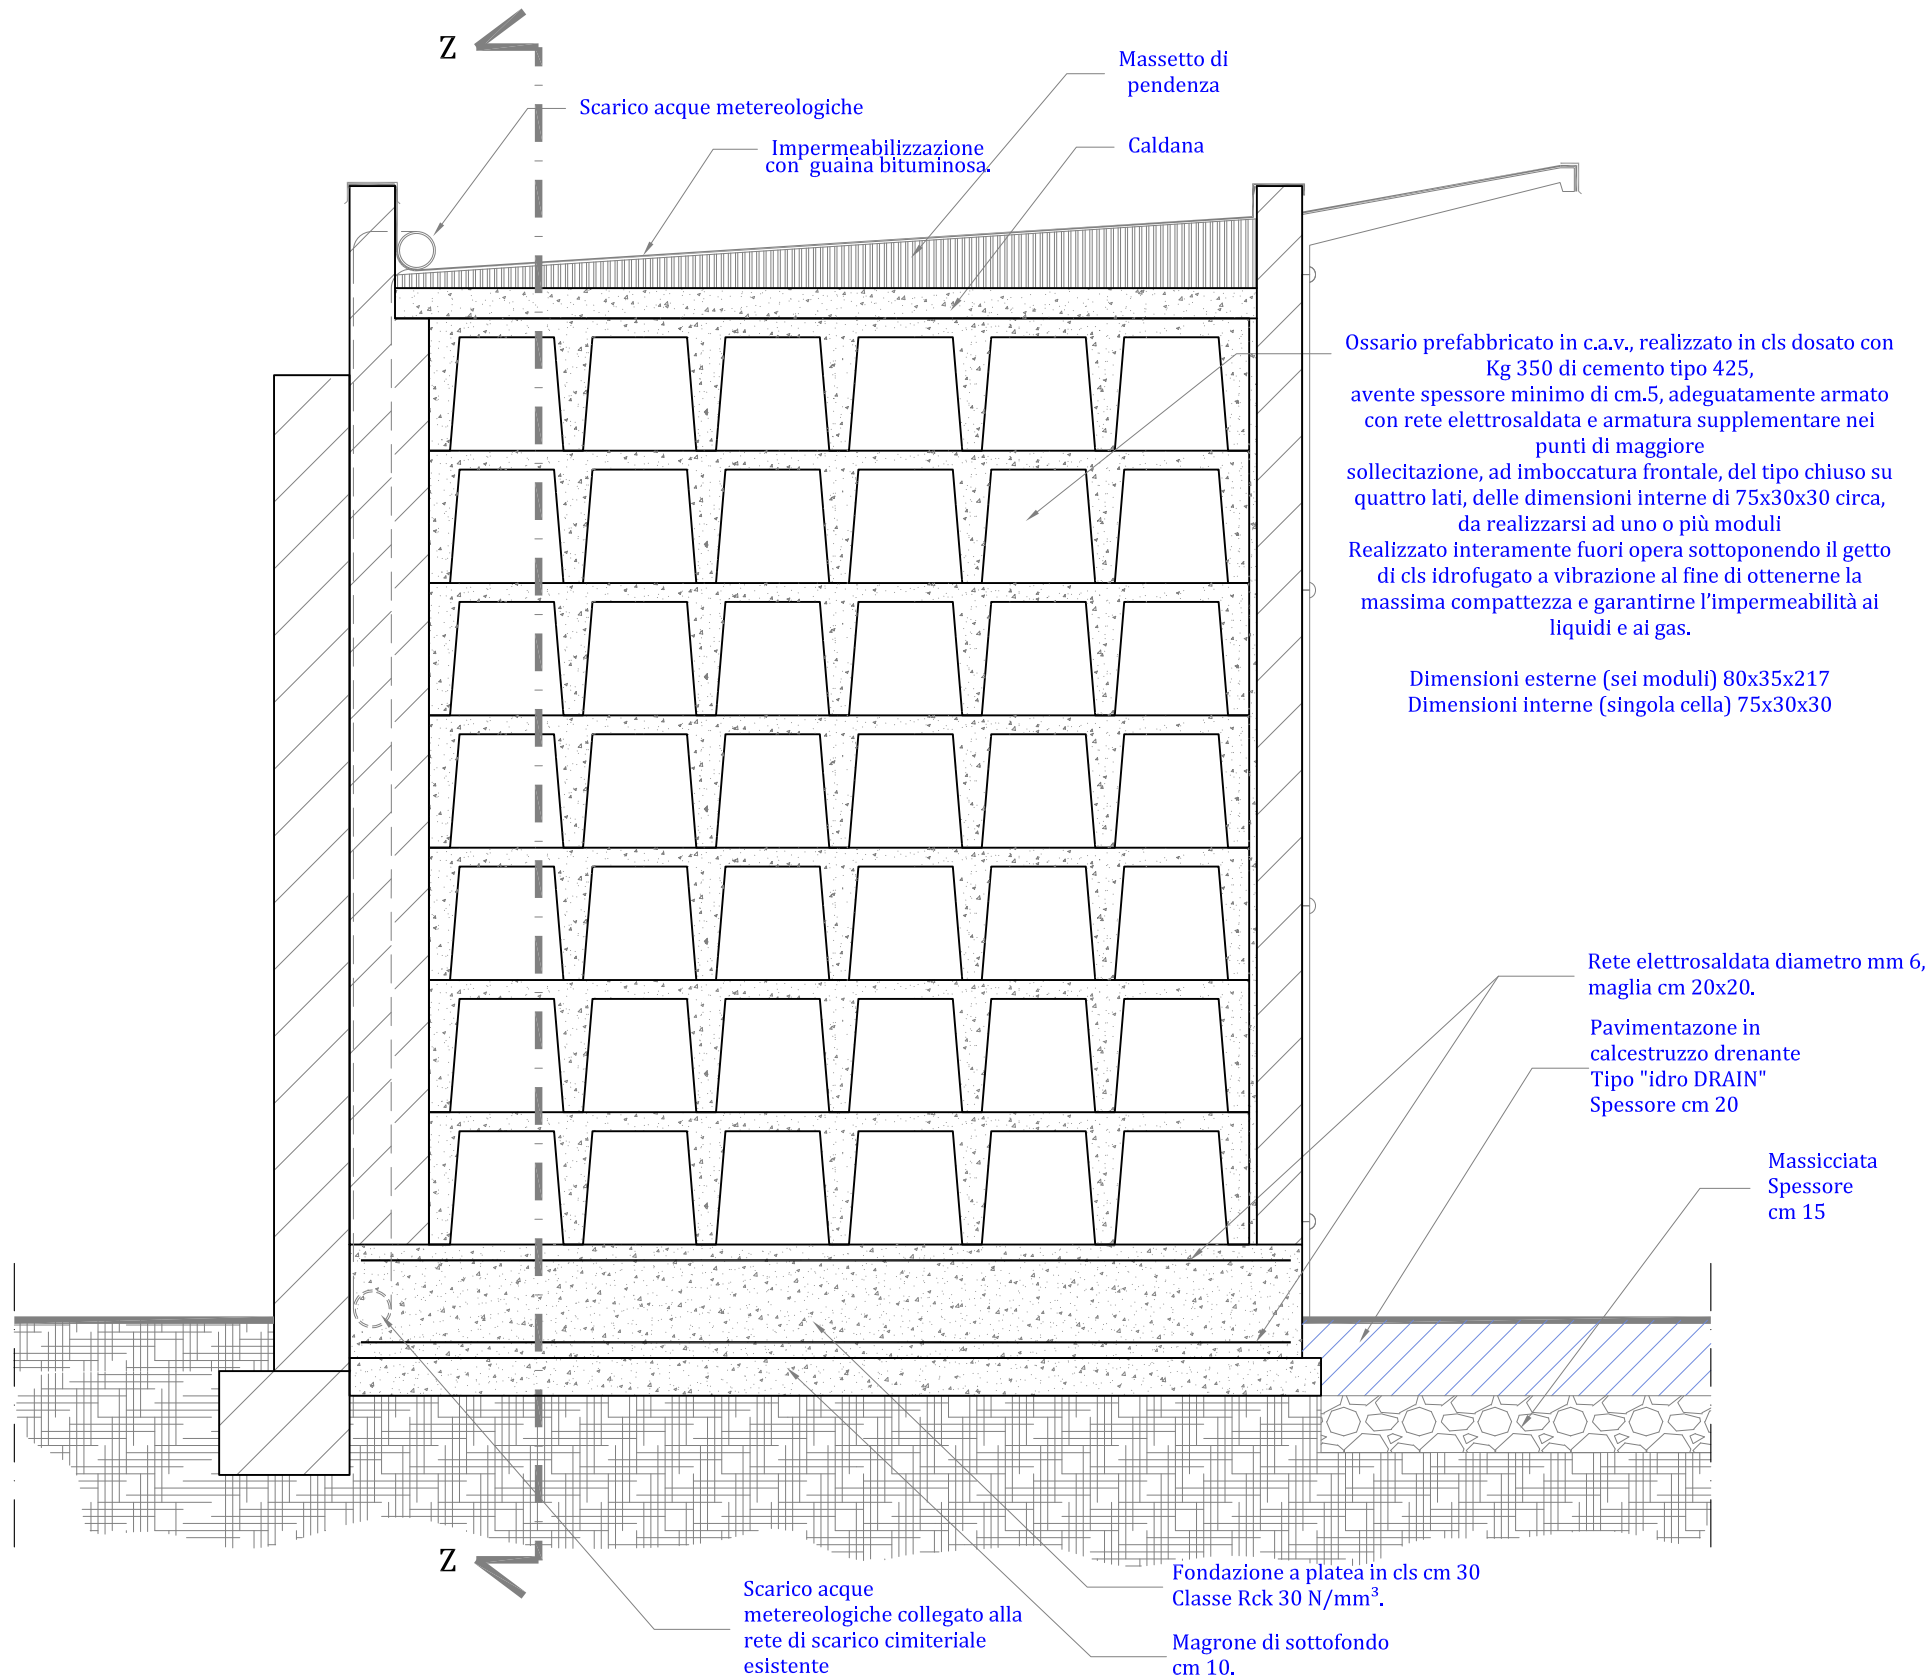 Z
Massetto di
pendenza
Scarico acque metereologiche
Impermeabilizzazione
con guaina bituminosa.
Caldana
Ossario prefabbricato in c.a.v., realizzato in cls dosato con
Kg 350 di cemento tipo 425,
avente spessore minimo di cm.5, adeguatamente armato
con rete elettrosaldata e armatura supplementare nei
punti di maggiore
sollecitazione, ad imboccatura frontale, del tipo chiuso su
quattro lati, delle dimensioni interne di 75x30x30 circa,
da realizzarsi ad uno o più moduli
Realizzato interamente fuori opera sottoponendo il getto
di cls idrofugato a vibrazione al fine di ottenerne la
massima compattezza e garantirne l'impermeabilità ai
liquidi e ai gas.
Dimensioni esterne (sei moduli) 80x35x217
Dimensioni interne (singola cella) 75x30x30
Rete elettrosaldata diametro mm 6,
maglia cm 20x20.
Pavimentazone in
calcestruzzo drenante
Tipo "idro DRAIN"
Spessore cm 20
Massicciata
Spessore
cm 15
Z
Fondazione a platea in cls cm 30
Classe Rck 30 N/mm³.
Scarico acque
metereologiche collegato alla
rete di scarico cimiteriale
esistente
Magrone di sottofondo
cm 10.